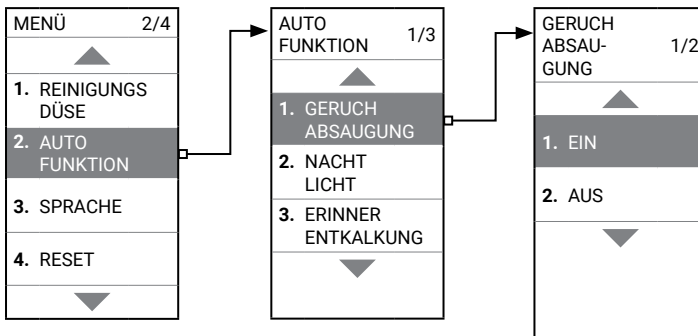 MENÜ 2/4
1. REINIGUNGS
DÜSE
2. AUTO
FUNKTION
3. SPRACHE
4. RESET
AUTO
FUNKTION 1/3
1. GERUCH
ABSAUGUNG
2. NACHT
LICHT
3. ERINNER
ENTKALKUNG
GERUCH
ABSAU- 1/2
GUNG
1. EIN
2. AUS